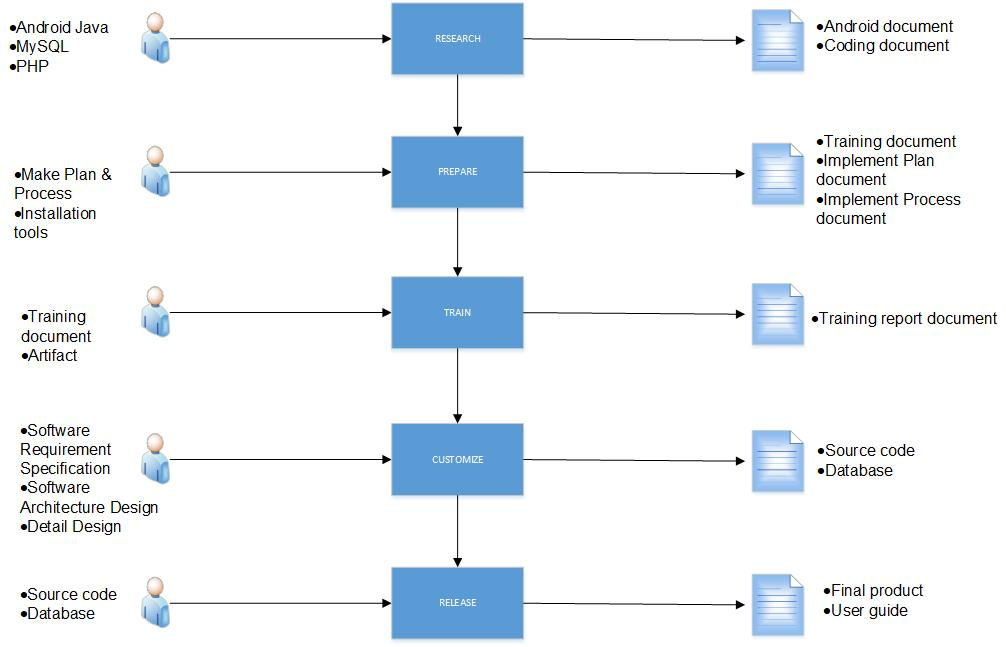 •Android Java
•MySQL
•PHP
RESEARCH
•Android document
•Coding document
•Make Plan &
Process
•Installation
tools
PREPARE
•Training document
•Implement Plan
document
•Implement Process
document
•Training
document
•Artifact
TRAIN
•Training report document
•Software
Requirement
Specification
•Software
Architecture Design
•Detail Design
CUSTOMIZE
•Source code
•Database
•Source code
•Database
RELEASE
•Final product
•User guide